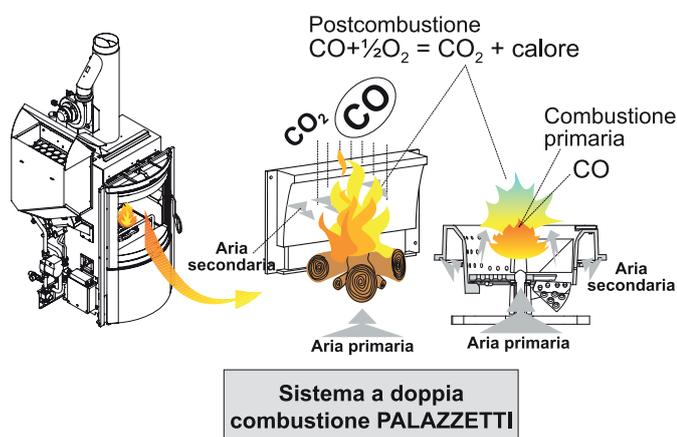 Postcombustione
CO+½O₂ = CO₂ + calore
CO₂
CO
Combustione
primaria
CO
Aria
secondaria
Aria
secondaria
Aria primaria
Aria primaria
Sistema a doppia
combustione PALAZZETTI